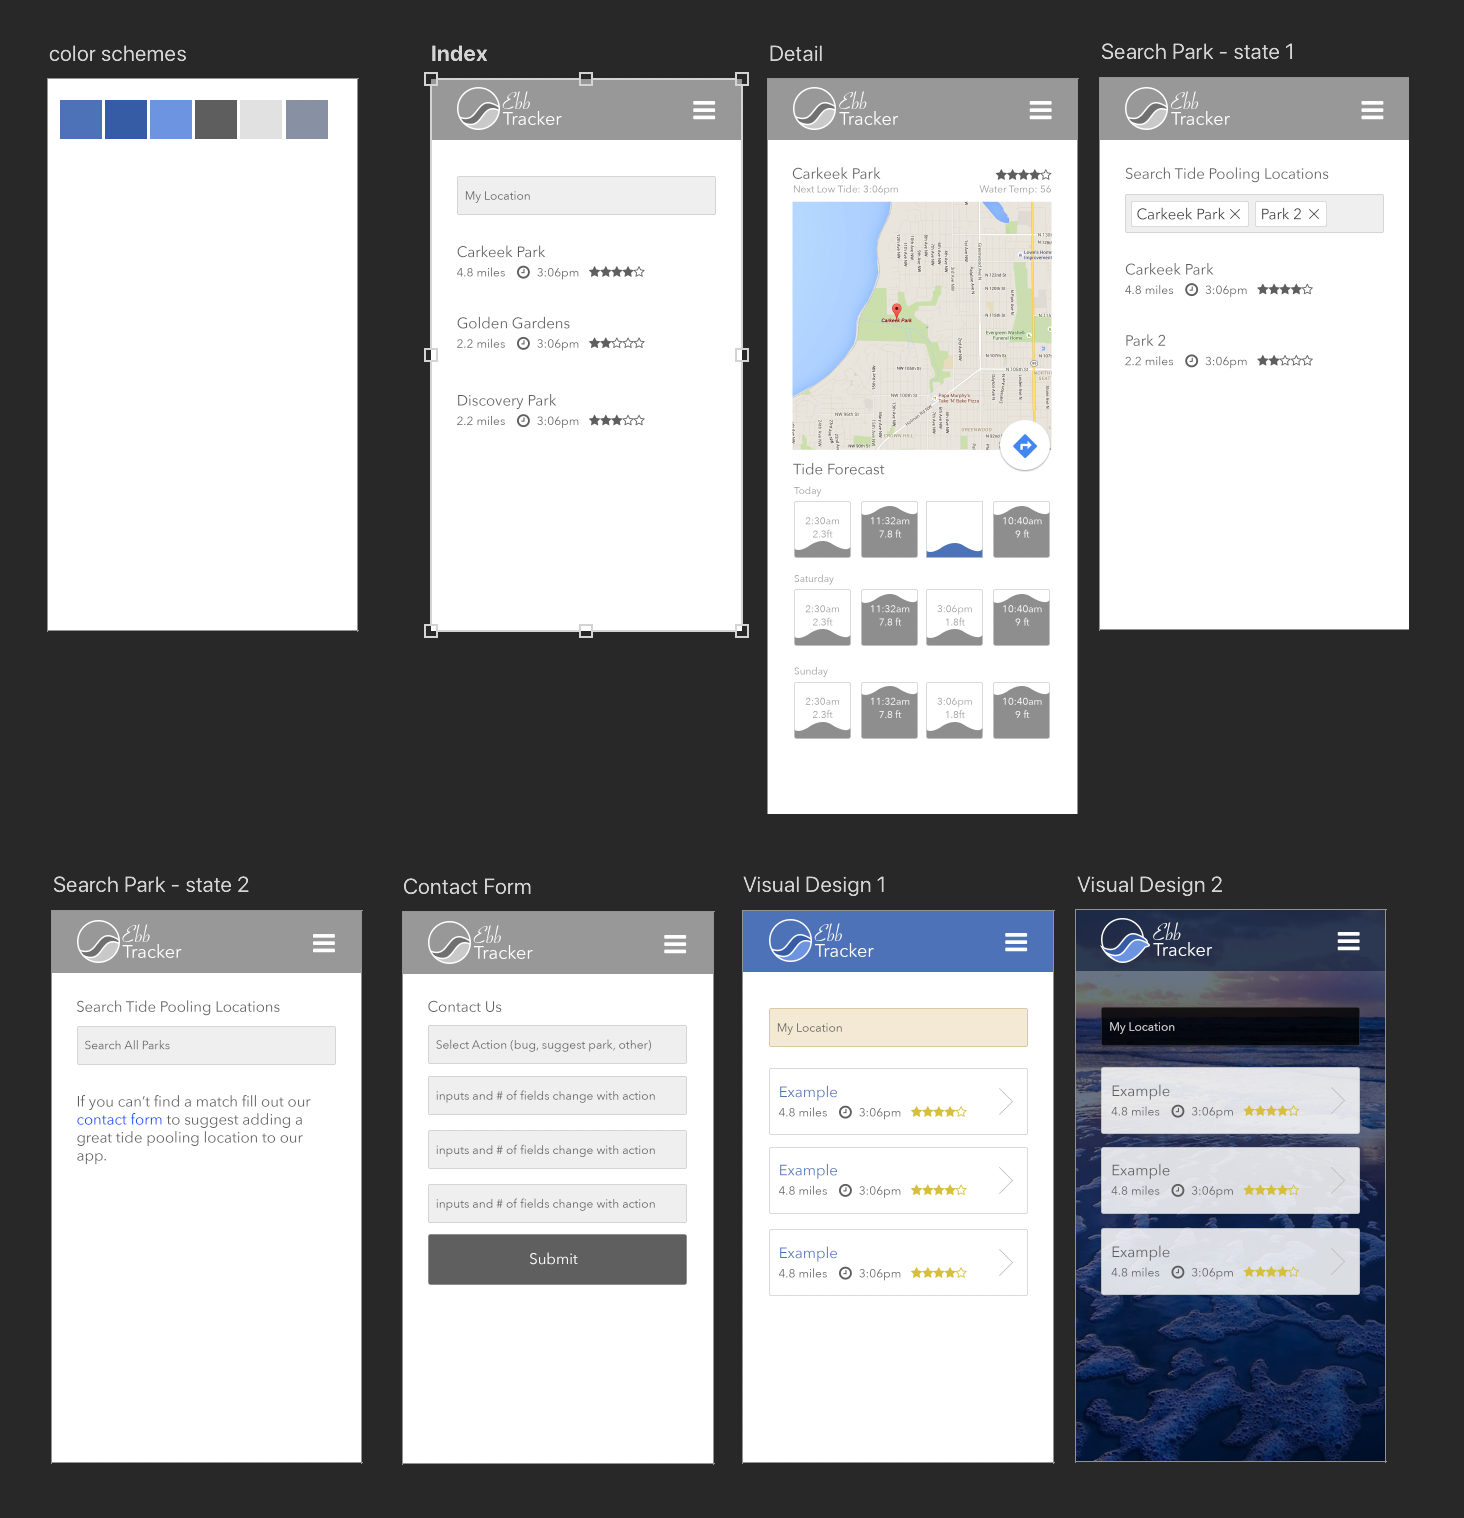 color schemes
Index
Ebb
Tracker
My Location
Carkeek Park
4.8 miles 3:06pm
Golden Gardens
2.2 miles 3:06pm
Discovery Park
2.2 miles 3:06pm
Detail
Ebb
Tracker
Carkeek Park
Next Low Tide: 3:06pm Water Temp: 56
Carkeek Park
Evergreen Washelli
Funeral Home
Papa Murphy's
Take 'N' Bake Pizza
CROWN HILL
GREENWOOD
Tide Forecast
Today
2:30am 11:32am 10:40am
2.3ft 7.8 ft 9 ft
Saturday
2:30am 11:32am 3:06pm 10:40am
2.3ft 7.8 ft 1.8ft 9 ft
Sunday
2:30am 11:32am 3:06pm 10:40am
2.3ft 7.8 ft 1.8ft 9 ft
Search Park - state 1
Ebb
Tracker
Search Tide Pooling Locations
Carkeek Park Park 2
Carkeek Park
4.8 miles 3:06pm
Park 2
2.2 miles 3:06pm
Search Park - state 2
Ebb
Tracker
Search Tide Pooling Locations
Search All Parks
If you can't find a match fill out our
contact form to suggest adding a
great tide pooling location to our
app.
Contact Form
Ebb
Tracker
Contact Us
Select Action (bug, suggest park, other)
inputs and # of fields change with action
inputs and # of fields change with action
inputs and # of fields change with action
Submit
Visual Design 1
Ebb
Tracker
My Location
Example
4.8 miles 3:06pm
Example
4.8 miles 3:06pm
Example
4.8 miles 3:06pm
Visual Design 2
Ebb
Tracker
My Location
Example
4.8 miles 3:06pm
Example
4.8 miles 3:06pm
Example
4.8 miles 3:06pm